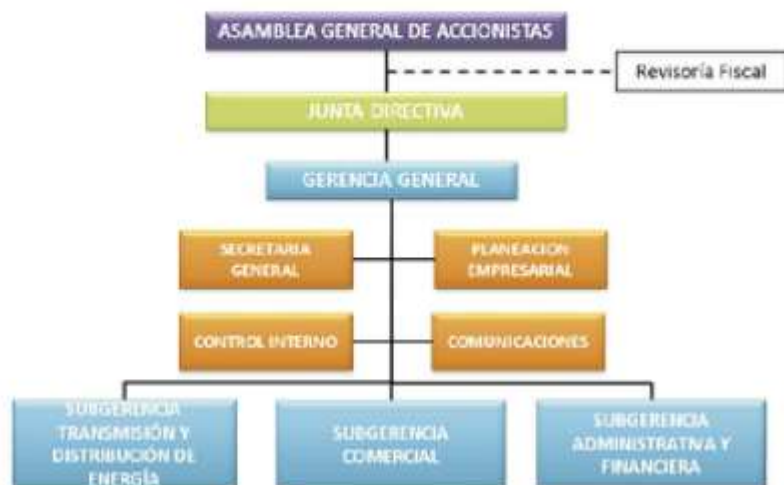 ASAMBLEA GENERAL DE ACCIONISTAS
Revisoría Fiscal
JUNTA DIRECTIVA
GERENCIA GENERAL
SECRETARIA
GENERAL
PLANEACION
EMPRESARIAL
CONTROL INTERNO
COMUNICACIONES
SUBGERENCIA
TRANSMISIÓN Y
DISTRIBUCIÓN DE
ENERGÍA
SUBGERENCIA
COMERCIAL
SUBGERENCIA
ADMINISTRATIVA Y
FINANCIERA